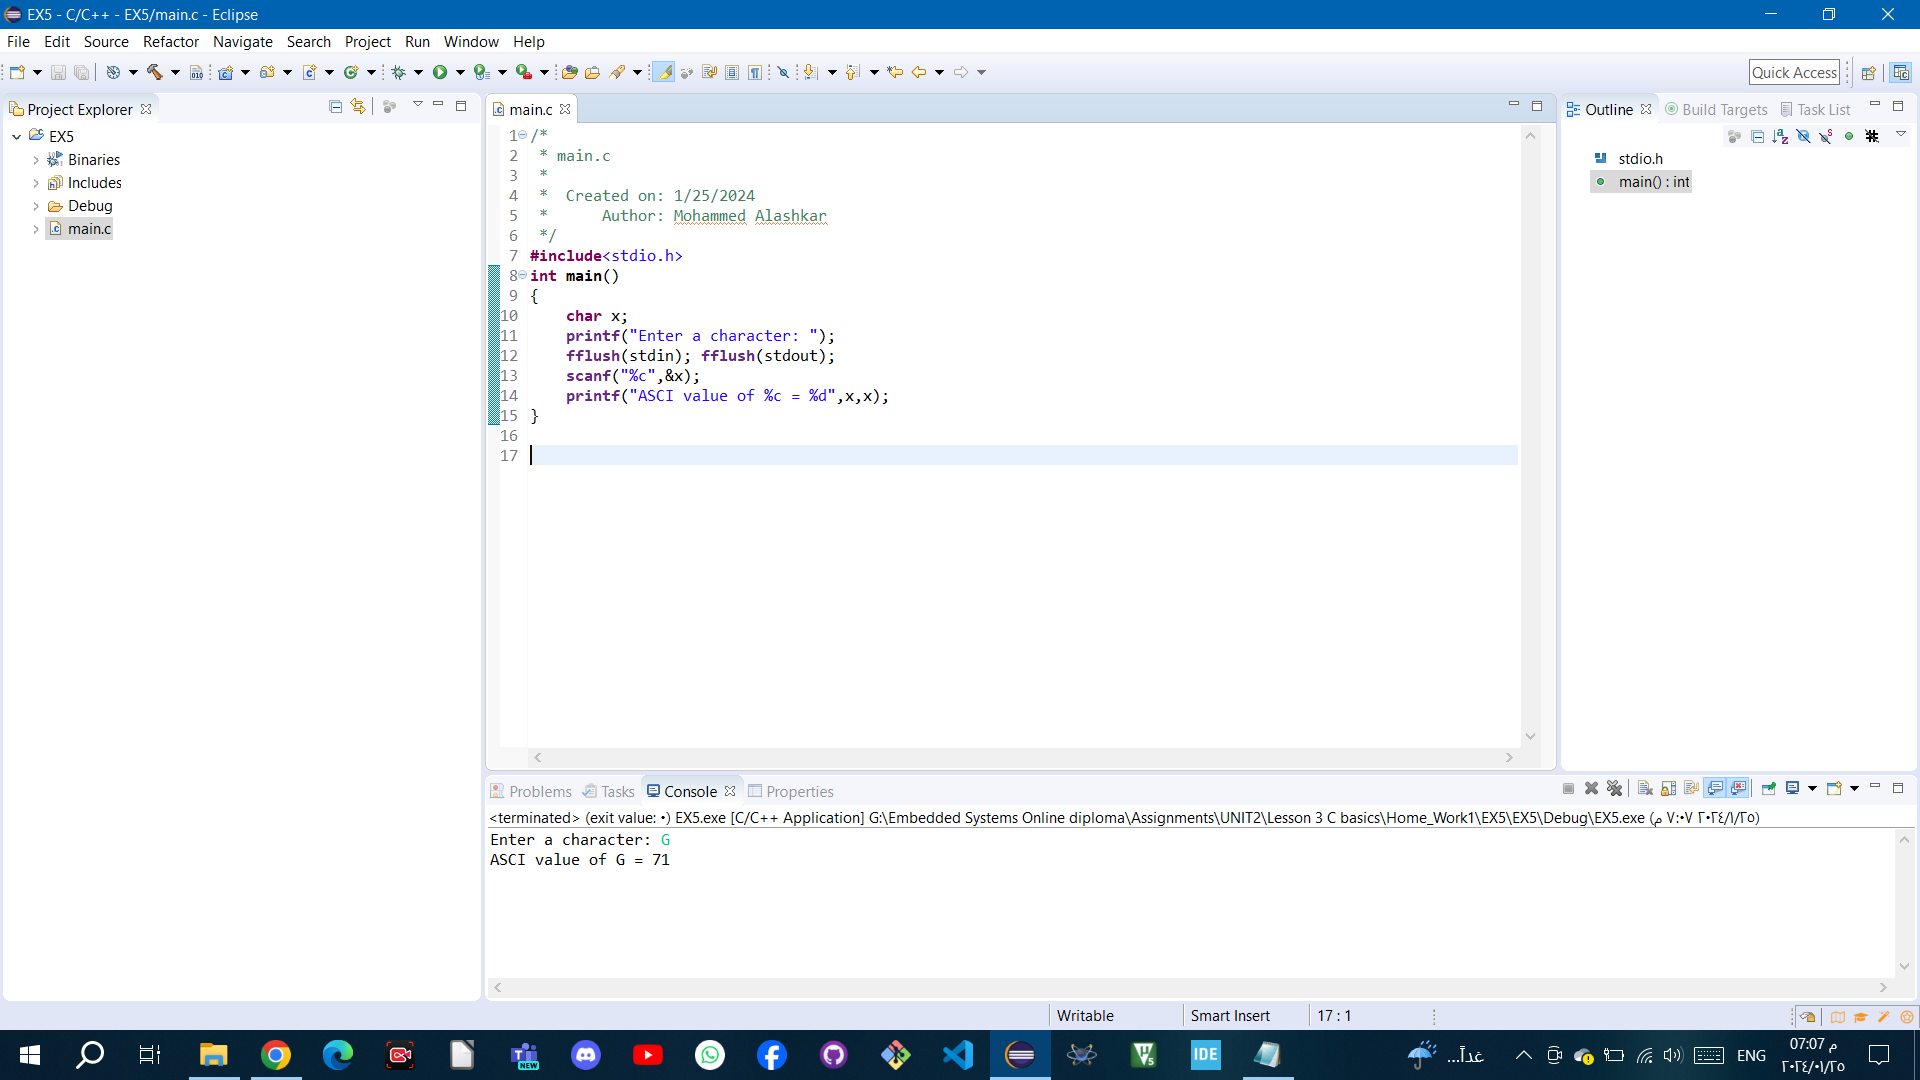 EX5 - C/C++ - EX5/main.c - Eclipse
File Edit Source Refactor Navigate Search Project Run Window Help
Quick Access
Project Explorer
EX5
Binaries
Includes
Debug
main.c
main.c
1 /*
2  * main.c
3  *
4  *  Created on: 1/25/2024
5  *      Author: Mohammed Alashkar
6  */
7 #include<stdio.h>
8 int main()
9 {
10     char x;
11     printf("Enter a character: ");
12     fflush(stdin); fflush(stdout);
13     scanf("%c",&x);
14     printf("ASCI value of %c = %d",x,x);
15 }
16
17
Outline Build Targets Task List
stdio.h
main() : int
Problems Tasks Console Properties
<terminated> (exit value: ٠) EX5.exe [C/C++ Application] G:\Embedded Systems Online diploma\Assignments\UNIT2\Lesson 3 C basics\Home_Work1\EX5\EX5\Debug\EX5.exe (٢٠٢٤/١/٢٥ ٧:٠٧ م)
Enter a character: G
ASCI value of G = 71
Writable Smart Insert 17 : 1
NEW
IDE
غداً...
ENG
07:07 م
٢٠٢٤/٠١/٢٥